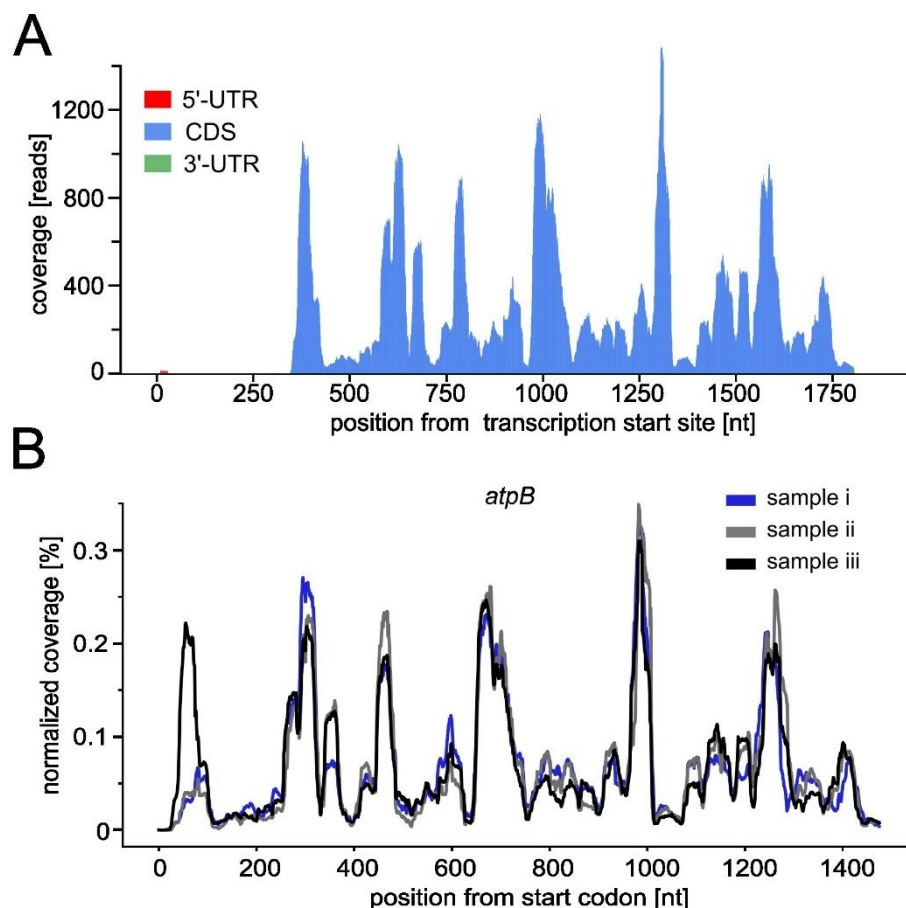 A
5'-UTR
CDS
3'-UTR
coverage [reads]
1200
800
400
0
0 250 500 750 1000 1250 1500 1750
position from transcription start site [nt]
B
atpB
sample i
sample ii
sample iii
normalized coverage [%]
0.3
0.2
0.1
0
0 200 400 600 800 1000 1200 1400
position from start codon [nt]